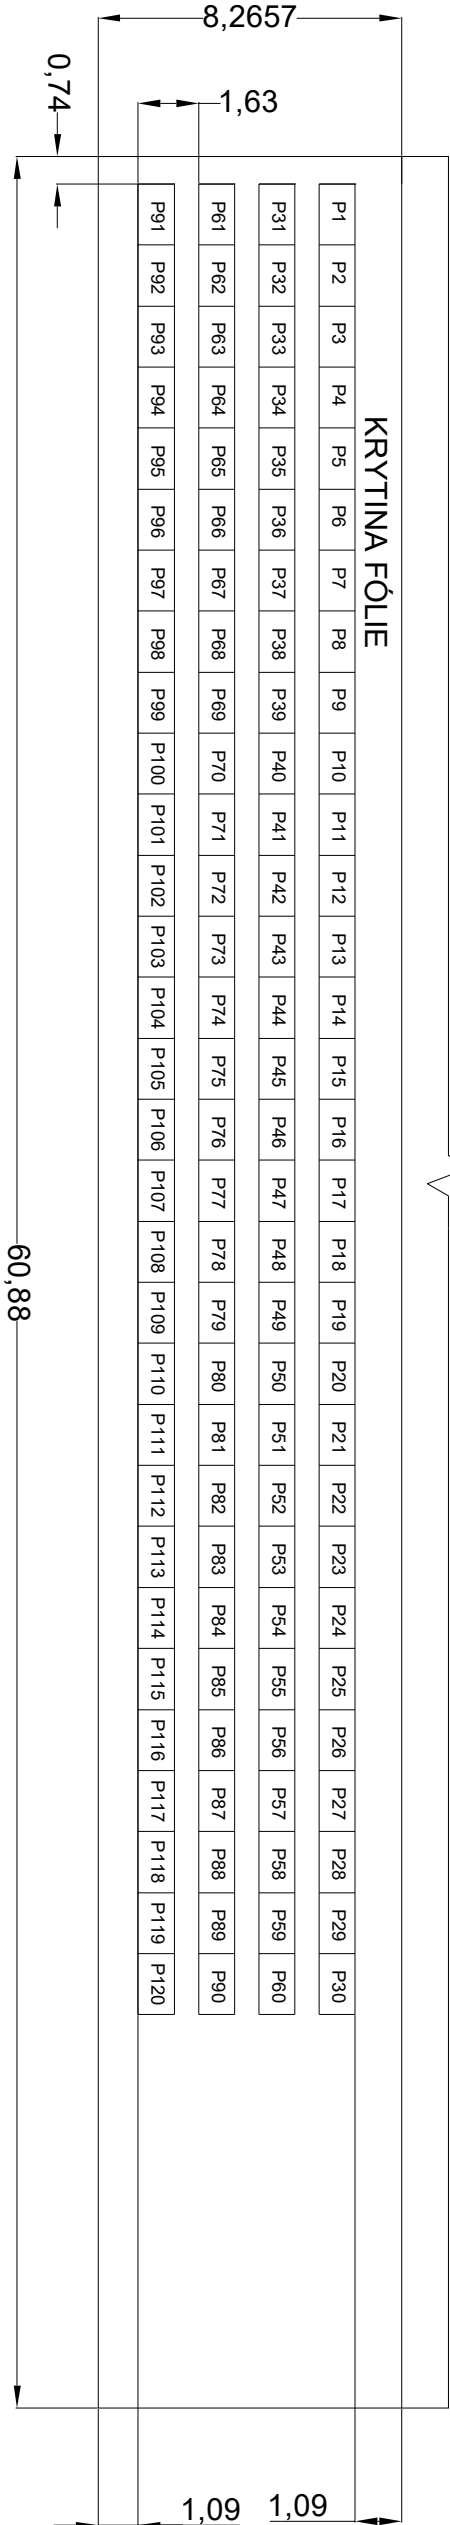 8,2657
0,74
1,63
KRYTINA FÓLIE
P1 P2 P3 P4 P5 P6 P7 P8 P9 P10 P11 P12 P13 P14 P15 P16 P17 P18 P19 P20 P21 P22 P23 P24 P25 P26 P27 P28 P29 P30
P31 P32 P33 P34 P35 P36 P37 P38 P39 P40 P41 P42 P43 P44 P45 P46 P47 P48 P49 P50 P51 P52 P53 P54 P55 P56 P57 P58 P59 P60
P61 P62 P63 P64 P65 P66 P67 P68 P69 P70 P71 P72 P73 P74 P75 P76 P77 P78 P79 P80 P81 P82 P83 P84 P85 P86 P87 P88 P89 P90
P91 P92 P93 P94 P95 P96 P97 P98 P99 P100 P101 P102 P103 P104 P105 P106 P107 P108 P109 P110 P111 P112 P113 P114 P115 P116 P117 P118 P119 P120
60,88
1,09
1,09